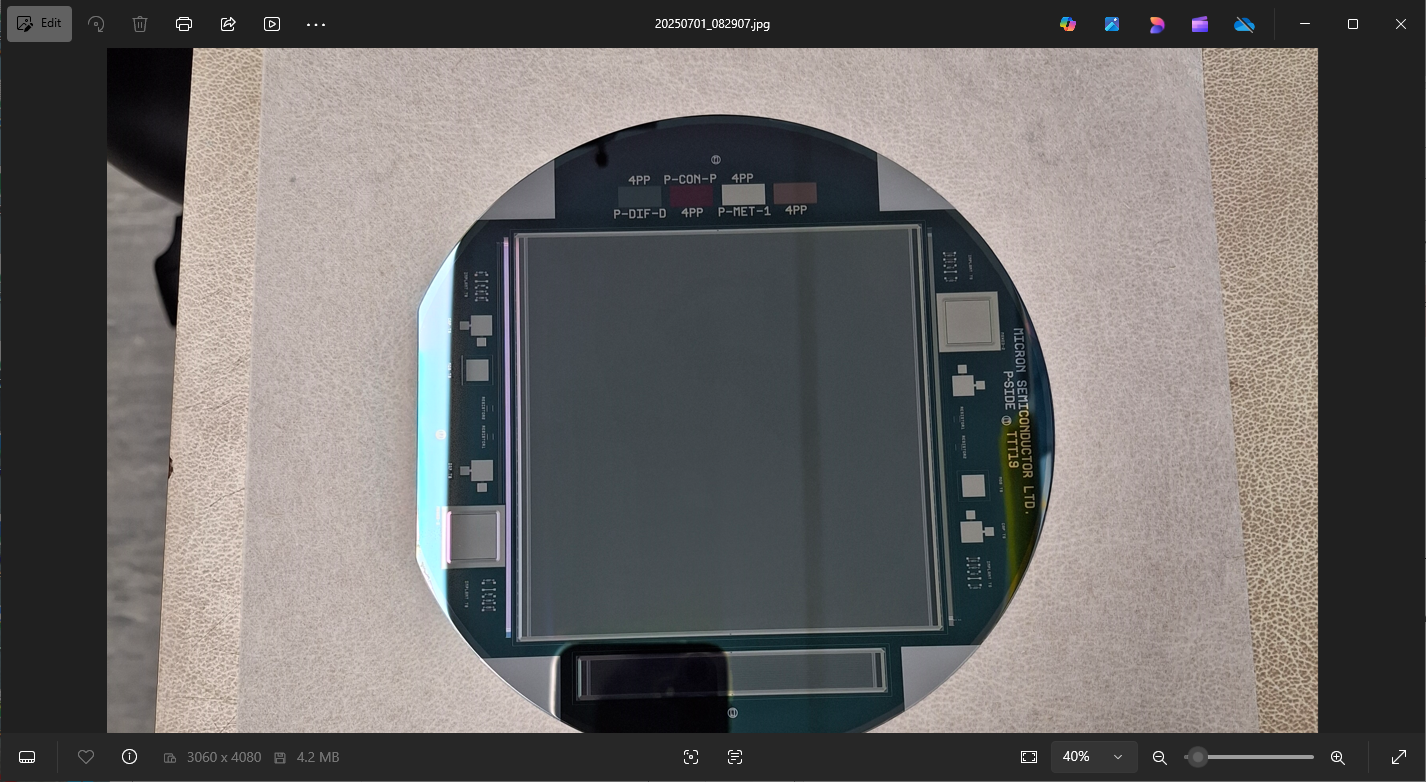 Edit
20250701_082907.jpg
4PP P-CON-P 4PP
P-DIF-D 4PP P-MET-1 4PP
MICRON SEMICONDUCTOR LTD.
P-SIDE TTT19
3060 x 4080
4.2 MB
40%